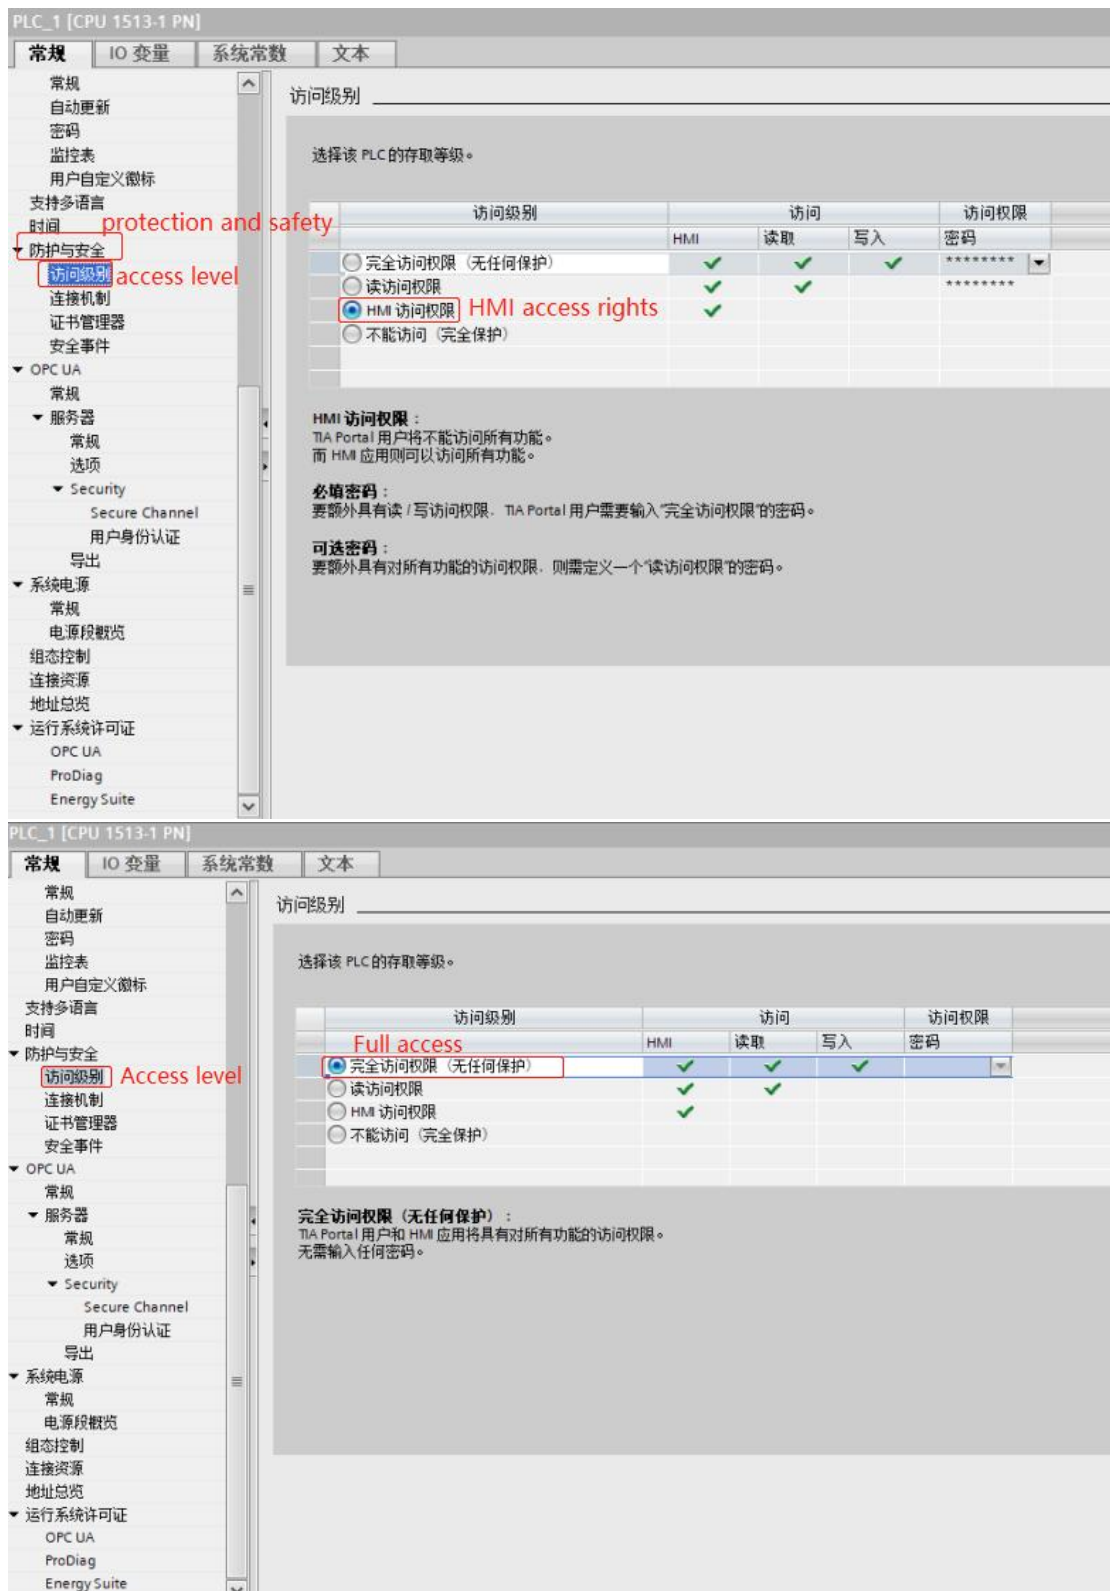 PLC_1 [CPU 1513-1 PN]
常规 IO 变量 系统常数 文本
常规
自动更新
密码
监控表
用户自定义徽标
支持多语言
时间
protection and safety
防护与安全
访问级别 access level
连接机制
证书管理器
安全事件
OPC UA
常规
服务器
常规
选项
Security
Secure Channel
用户身份认证
导出
系统电源
常规
电源段概览
组态控制
连接资源
地址总览
运行系统许可证
OPC UA
ProDiag
Energy Suite
访问级别
选择该 PLC 的存取等级。
访问级别 访问 访问权限
HMI 读取 写入 密码
完全访问权限（无任何保护） ✓ ✓ ✓ ********
读访问权限 ✓ ✓ ********
HMI 访问权限 HMI access rights ✓
不能访问（完全保护）
HMI 访问权限：
TIA Portal 用户将不能访问所有功能。
而 HMI 应用则可以访问所有功能。
必填密码：
要额外具有读 / 写访问权限，TIA Portal 用户需要输入“完全访问权限”的密码。
可选密码：
要额外具有对所有功能的访问权限，则需定义一个“读访问权限”的密码。
PLC_1 [CPU 1513-1 PN]
常规 IO 变量 系统常数 文本
常规
自动更新
密码
监控表
用户自定义徽标
支持多语言
时间
防护与安全
访问级别 Access level
连接机制
证书管理器
安全事件
OPC UA
常规
服务器
常规
选项
Security
Secure Channel
用户身份认证
导出
系统电源
常规
电源段概览
组态控制
连接资源
地址总览
运行系统许可证
OPC UA
ProDiag
Energy Suite
访问级别
选择该 PLC 的存取等级。
访问级别 访问 访问权限
Full access HMI 读取 写入 密码
完全访问权限（无任何保护） ✓ ✓ ✓
读访问权限 ✓ ✓
HMI 访问权限 ✓
不能访问（完全保护）
完全访问权限（无任何保护）：
TIA Portal 用户和 HMI 应用将具有对所有功能的访问权限。
无需输入任何密码。